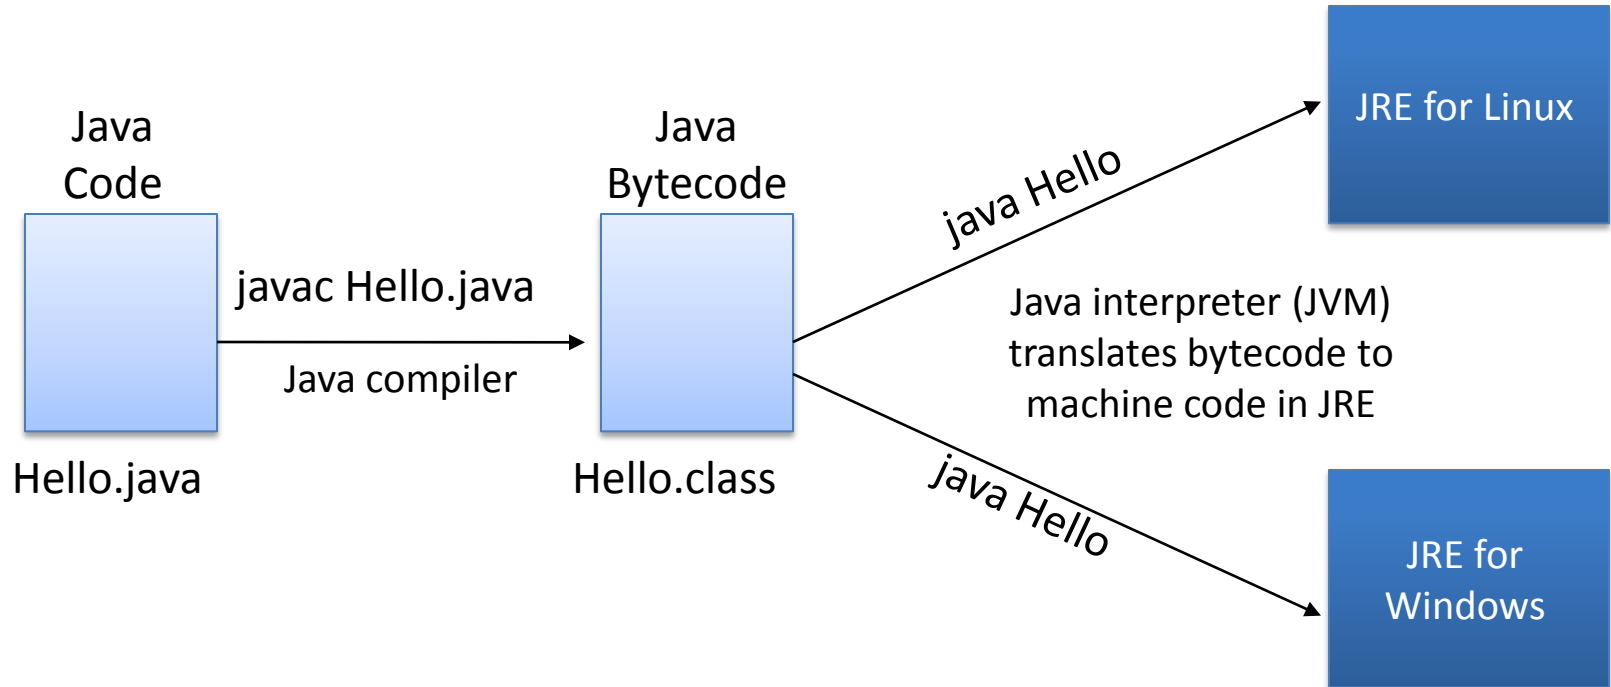 Java
Code
Hello.java
javac Hello.java
Java compiler
Java
Bytecode
Hello.class
java Hello
Java interpreter (JVM)
translates bytecode to
machine code in JRE
java Hello
JRE for Linux
JRE for
Windows